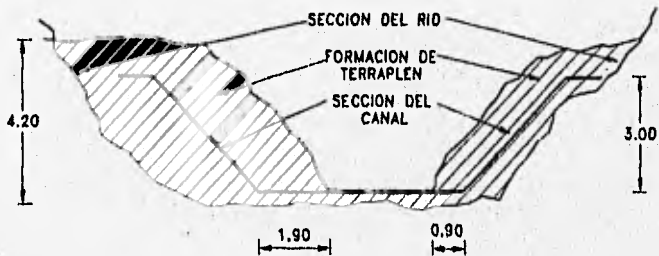 SECCION DEL RIO
FORMACION DE
TERRAPLEN
SECCION DEL
CANAL
4.20
3.00
1.90
0.90